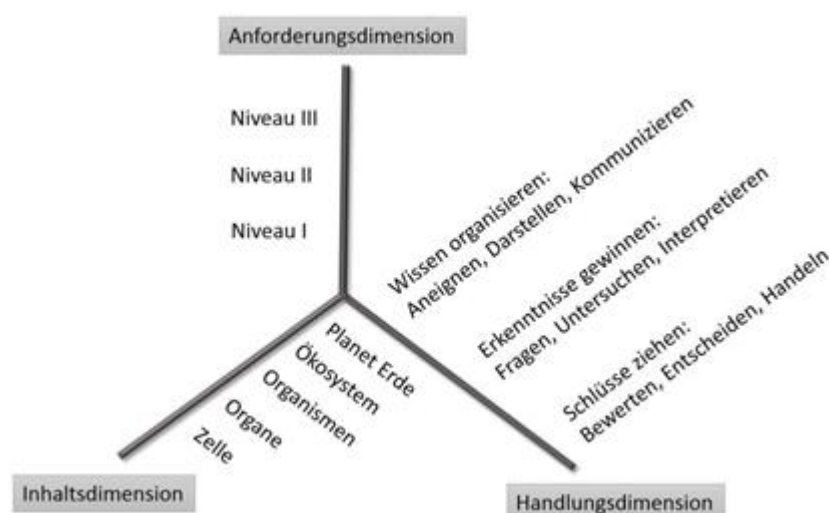 Anforderungsdimension
Niveau III
Niveau II
Niveau I
Wissen organisieren:
Aneignen, Darstellen, Kommunizieren
Erkenntnisse gewinnen:
Fragen, Untersuchen, Interpretieren
Schlüsse ziehen:
Bewerten, Entscheiden, Handeln
Planet Erde
Ökosystem
Organismen
Organe
Zelle
Inhaltsdimension
Handlungsdimension